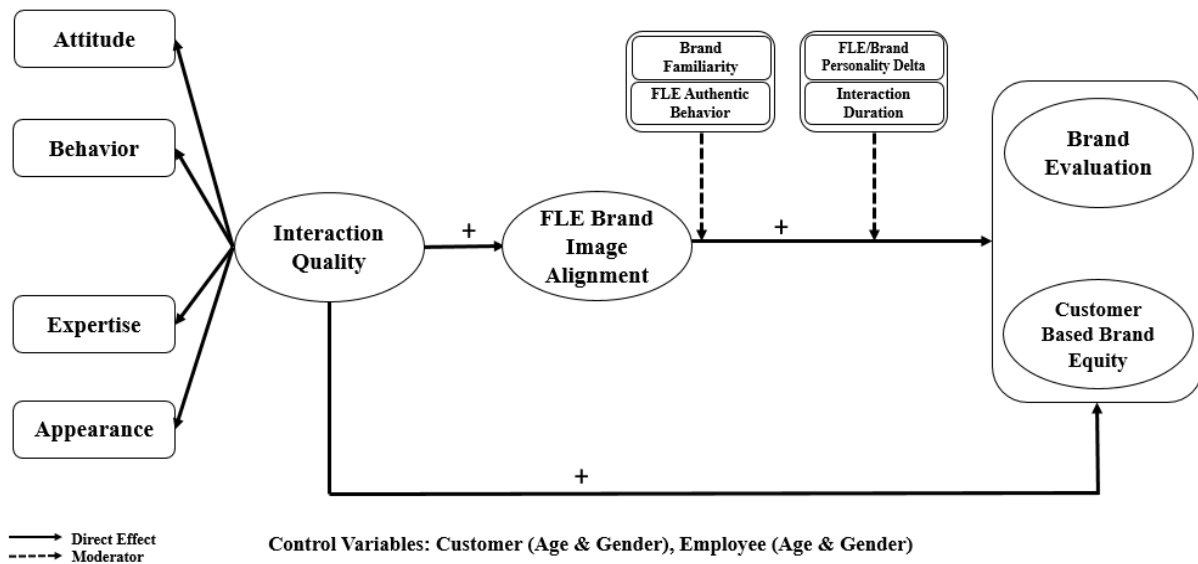 Attitude
Behavior
Expertise
Appearance
Interaction
Quality
+
FLE Brand
Image
Alignment
Brand
Familiarity
FLE Authentic
Behavior
FLE/Brand
Personality Delta
Interaction
Duration
+
Brand
Evaluation
Customer
Based Brand
Equity
+
Direct Effect
Moderator
Control Variables: Customer (Age & Gender), Employee (Age & Gender)